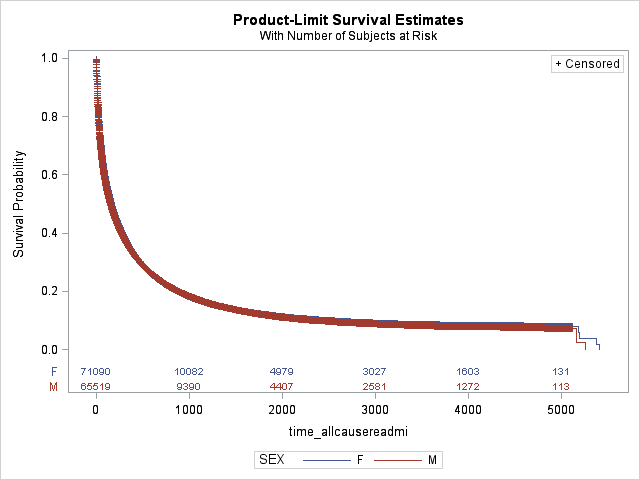 Product-Limit Survival Estimates
With Number of Subjects at Risk
+ Censored
Survival Probability
1.0
0.8
0.6
0.4
0.2
0.0
F 71090 10082 4979 3027 1603 131
M 65519 9390 4407 2581 1272 113
0 1000 2000 3000 4000 5000
time_allcausereadmi
SEX F M